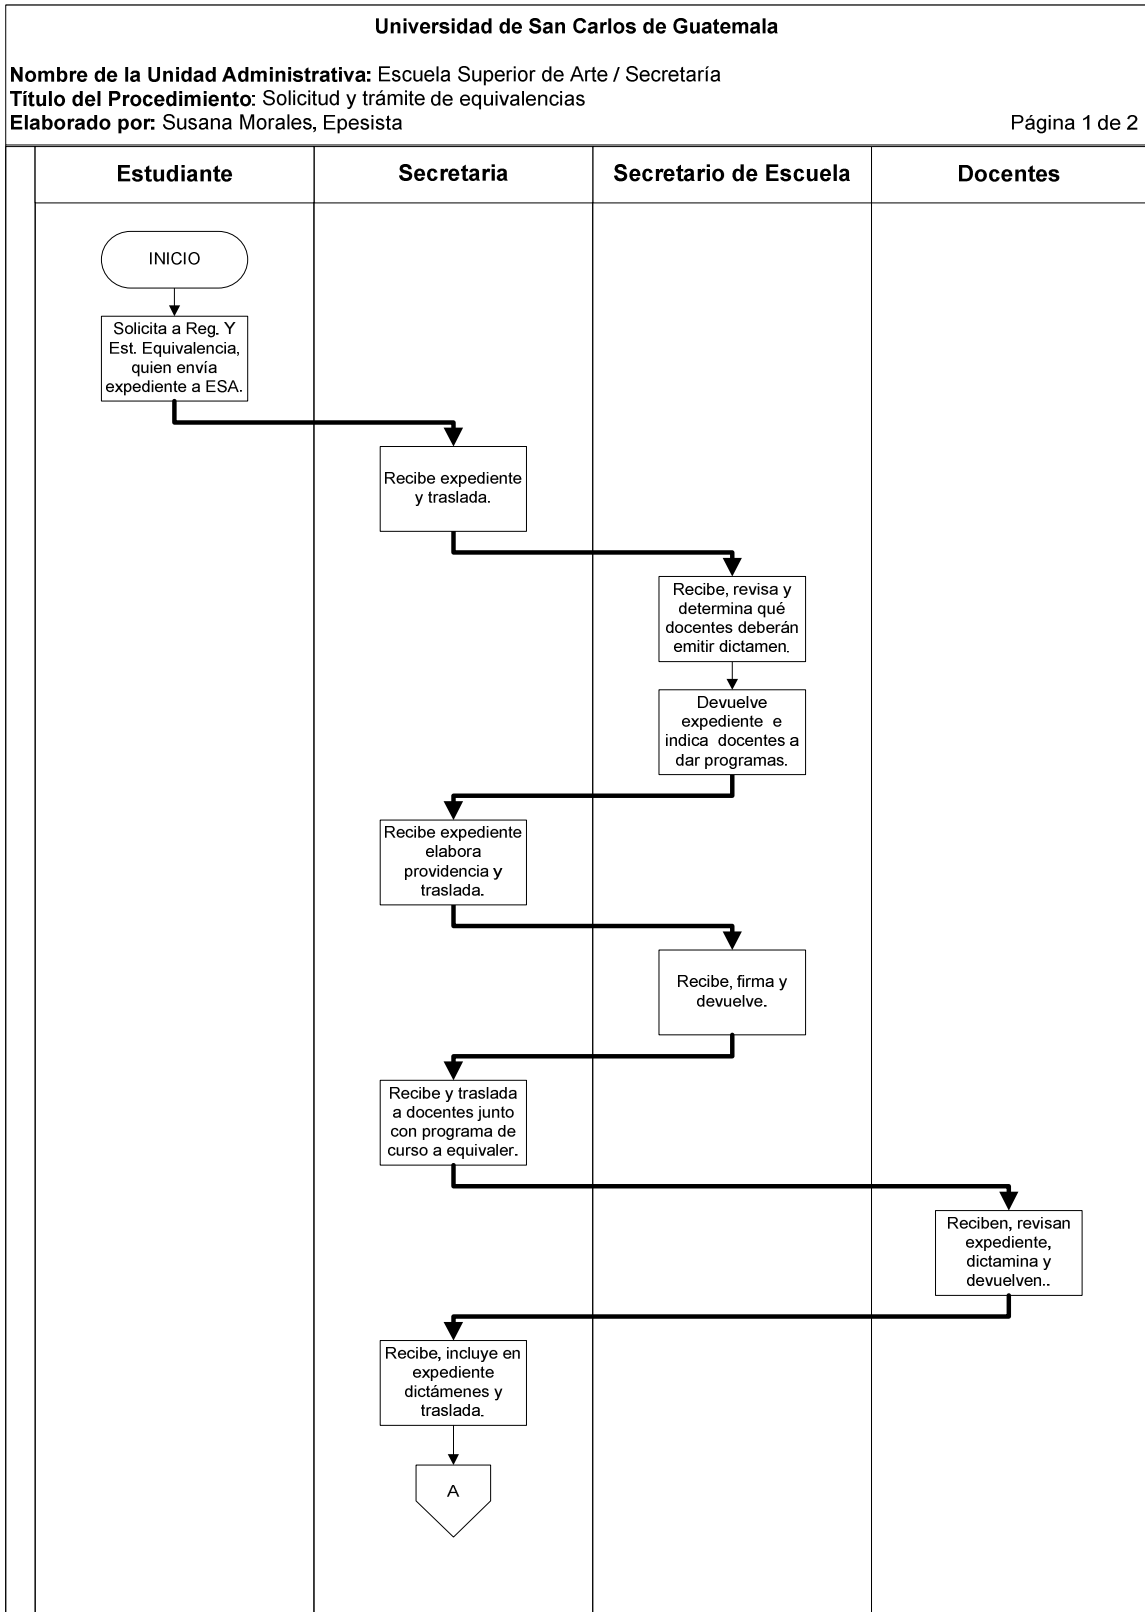 Universidad de San Carlos de Guatemala
Nombre de la Unidad Administrativa: Escuela Superior de Arte / Secretaría
Título del Procedimiento: Solicitud y trámite de equivalencias
Elaborado por: Susana Morales, Epesista
Página 1 de 2
Estudiante
Secretaria
Secretario de Escuela
Docentes
INICIO
Solicita a Reg. Y
Est. Equivalencia,
quien envía
expediente a ESA.
Recibe expediente
y traslada.
Recibe, revisa y
determina qué
docentes deberán
emitir dictamen.
Devuelve
expediente e
indica docentes a
dar programas.
Recibe expediente
elabora
providencia y
traslada.
Recibe, firma y
devuelve.
Recibe y traslada
a docentes junto
con programa de
curso a equivaler.
Reciben, revisan
expediente,
dictamina y
devuelven..
Recibe, incluye en
expediente
dictámenes y
traslada.
A